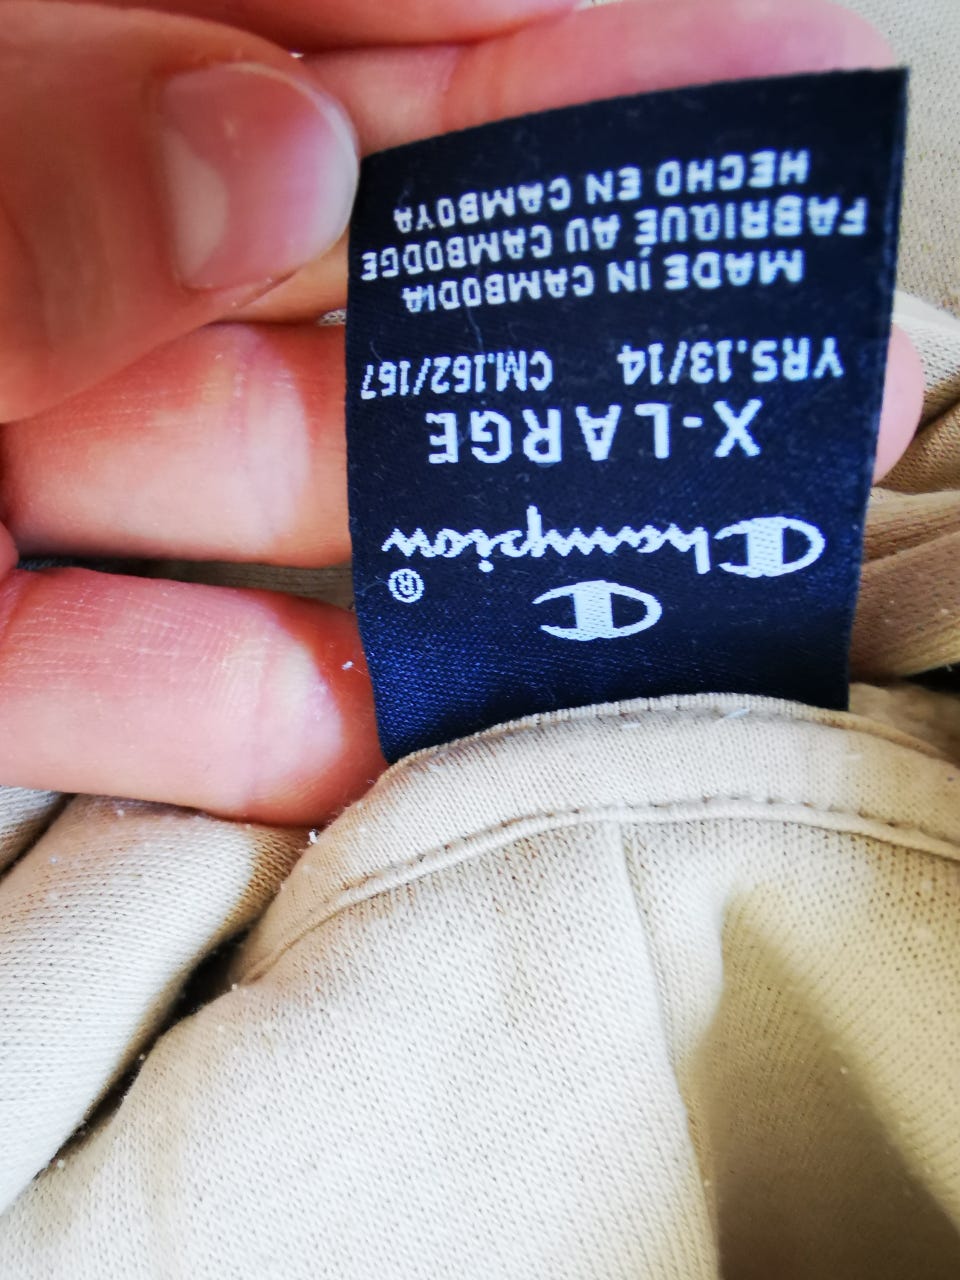 C
Champion®
X-LARGE
YRS.13/14 CM.162/167
MADE IN CAMBODIA
FABRIQUÉ AU CAMBODGE
HECHO EN CAMBOYA